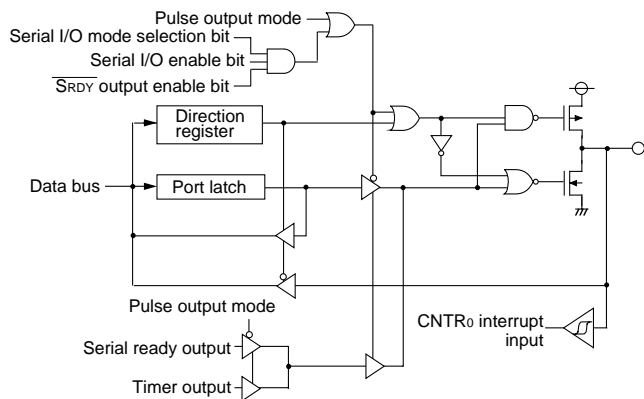 Pulse output mode
Serial I/O mode selection bit
Serial I/O enable bit
SRDY output enable bit
Direction
register
Data bus
Port latch
Pulse output mode
CNTR0 interrupt
input
Serial ready output
Timer output